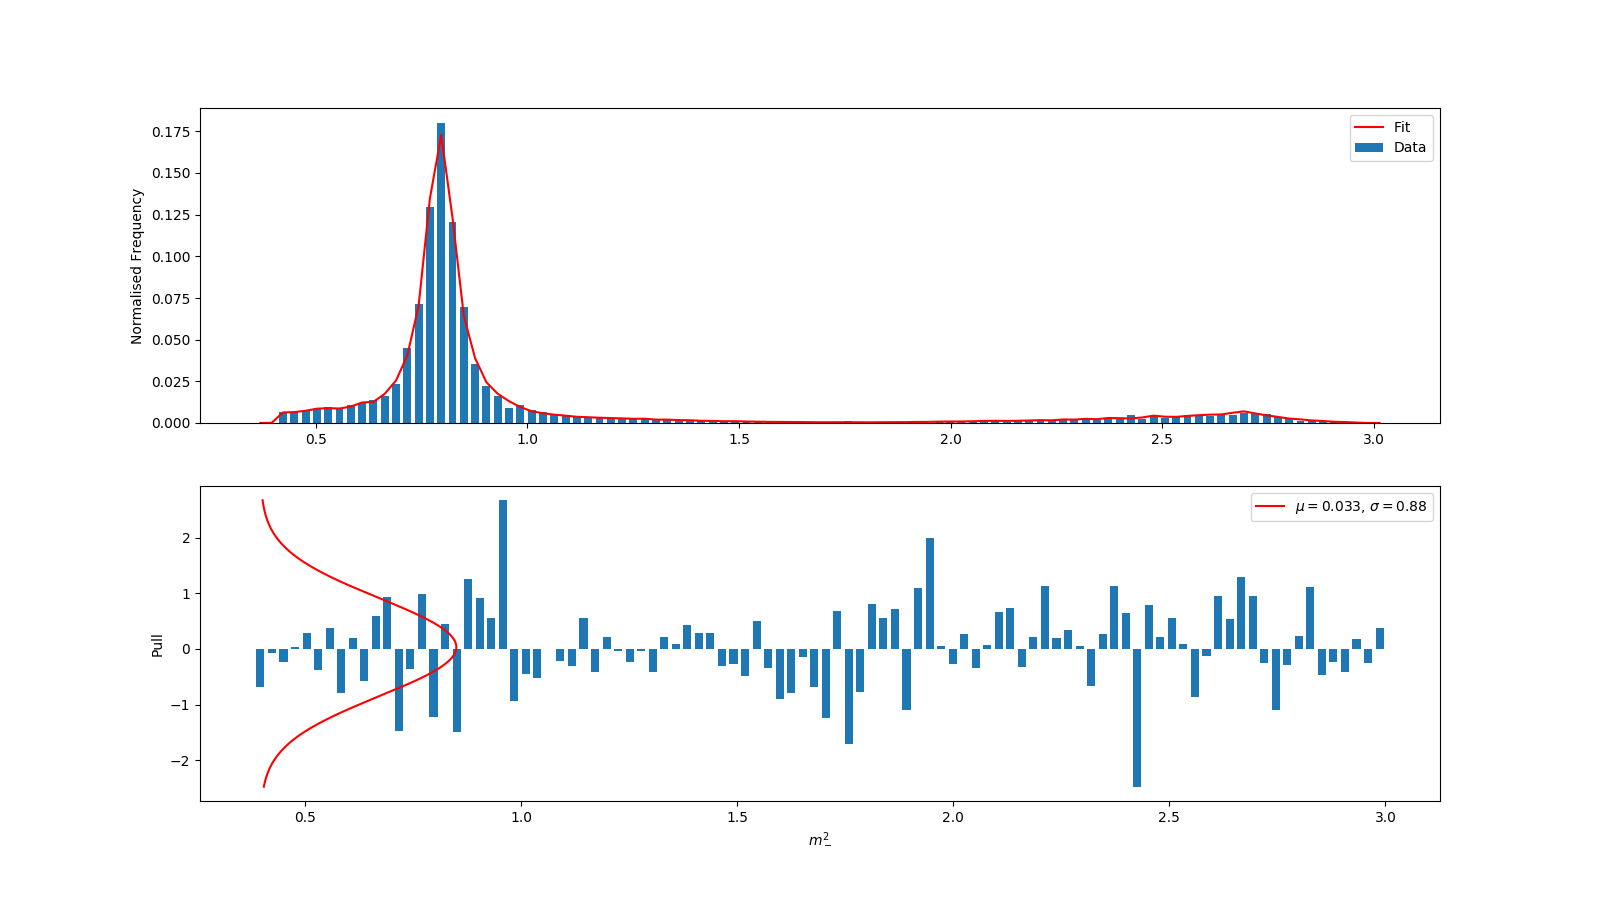 0.175
0.150
0.125
0.100
0.075
0.050
0.025
0.000
Normalised Frequency
Fit
Data
0.5 1.0 1.5 2.0 2.5 3.0
2
1
0
−1
−2
Pull
μ = 0.033, σ = 0.88
0.5 1.0 1.5 2.0 2.5 3.0
m²₋